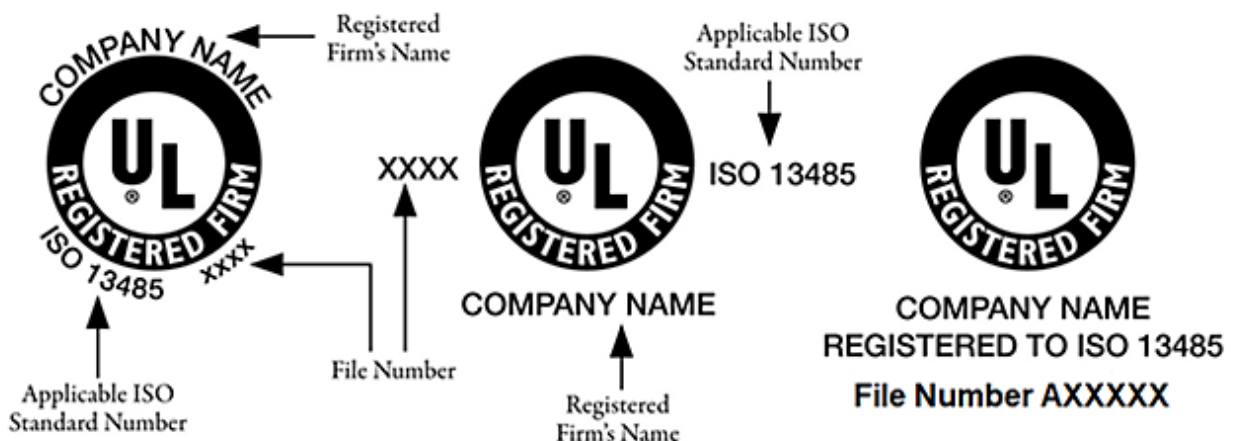 Registered
Firm's Name
COMPANY NAME
UL
®
REGISTERED FIRM
ISO 13485
xxxx
Applicable ISO
Standard Number
File Number
Applicable ISO
Standard Number
XXXX
UL
®
REGISTERED FIRM
ISO 13485
COMPANY NAME
Registered
Firm's Name
UL
®
REGISTERED FIRM
COMPANY NAME
REGISTERED TO ISO 13485
File Number AXXXXX